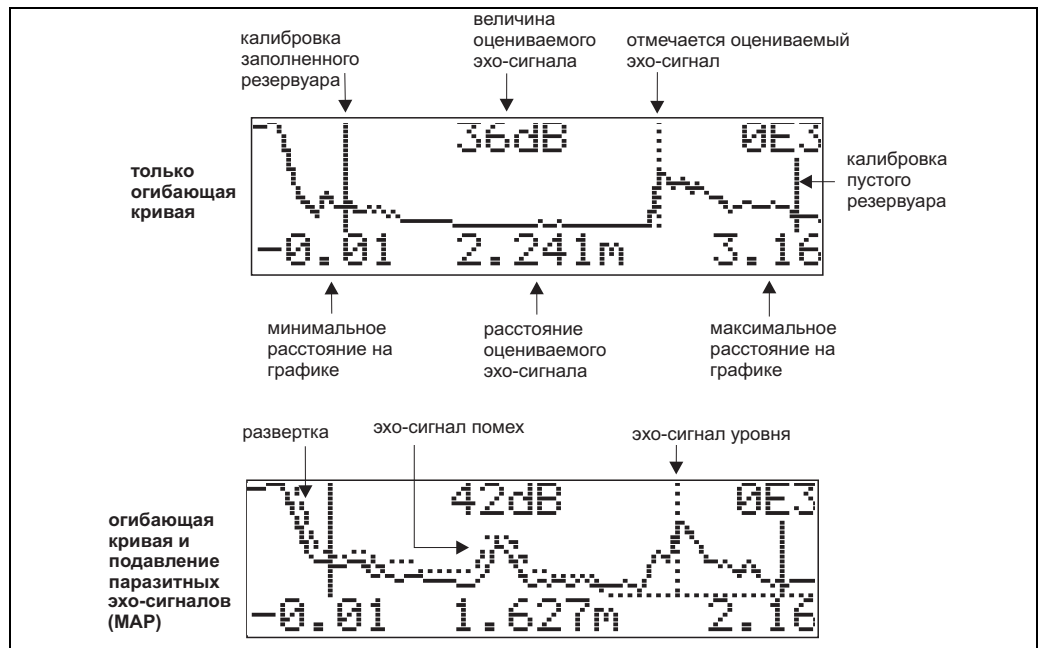 величина
оцениваемого
эхо-сигнала
калибровка
заполненного
резервуара
отмечается оцениваемый
эхо-сигнал
36dB
0E3
только
огибающая
кривая
калибровка
пустого
резервуара
-0.01
2.241m
3.16
минимальное
расстояние на
графике
расстояние
оцениваемого
эхо-сигнала
максимальное
расстояние на
графике
развертка
эхо-сигнал помех
эхо-сигнал уровня
42dB
0E3
огибающая
кривая и
подавление
паразитных
эхо-сигналов
(MAP)
-0.01
1.627m
2.16